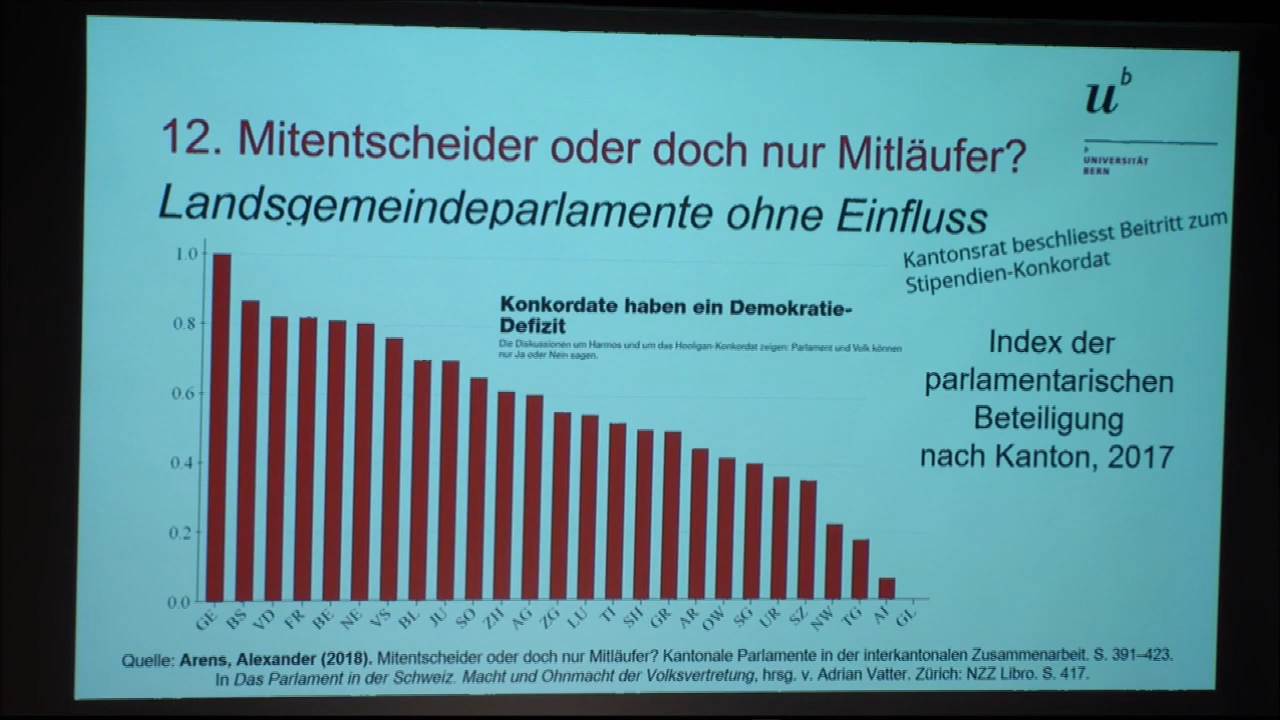 u^b
UNIVERSITÄT
BERN
12. Mitentscheider oder doch nur Mitläufer?
Landsgemeindeparlamente ohne Einfluss
Kantonsrat beschliesst Beitritt zum
Stipendien-Konkordat
Konkordate haben ein Demokratie-
Defizit
Die Diskussionen um Harmos und um das Hooligan-Konkordat zeigen: Parlament und Volk können
nur Ja oder Nein sagen.
Index der
parlamentarischen
Beteiligung
nach Kanton, 2017
1.0
0.8
0.6
0.4
0.2
0.0
GE BS VD FR BE NE VS BL JU SO ZH AG ZG LU TI SH GR AR OW SG UR SZ NW TG AI GL
Quelle: Arens, Alexander (2018). Mitentscheider oder doch nur Mitläufer? Kantonale Parlamente in der interkantonalen Zusammenarbeit. S. 391–423.
In Das Parlament in der Schweiz. Macht und Ohnmacht der Volksvertretung, hrsg. v. Adrian Vatter. Zürich: NZZ Libro. S. 417.